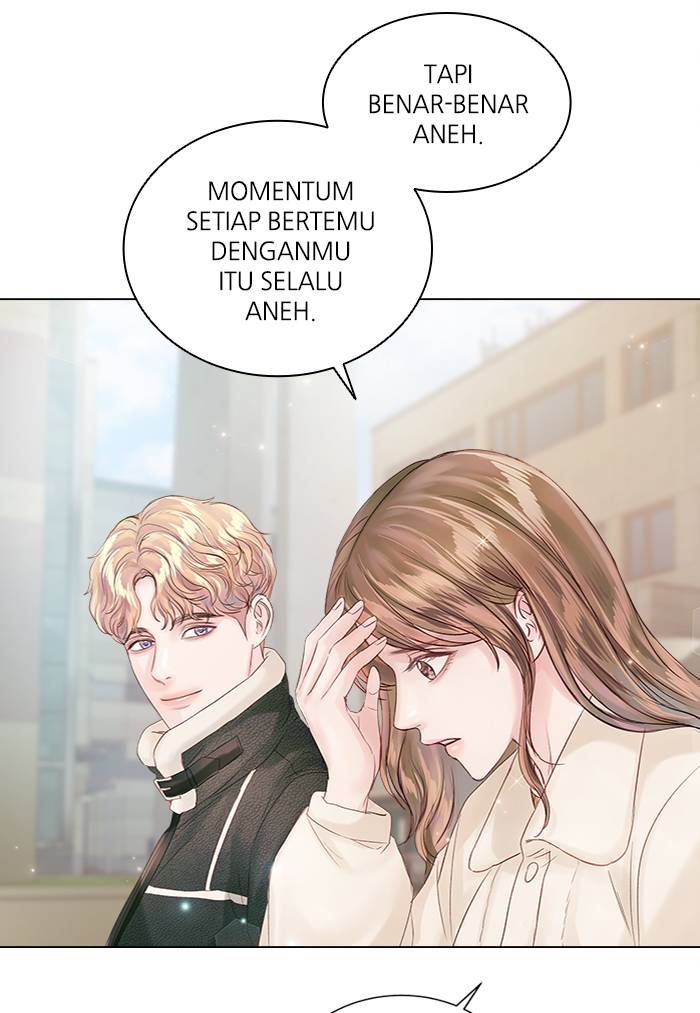 TAPI
BENAR-BENAR
ANEH.
MOMENTUM
SETIAP BERTEMU
DENGANMU
ITU SELALU
ANEH.